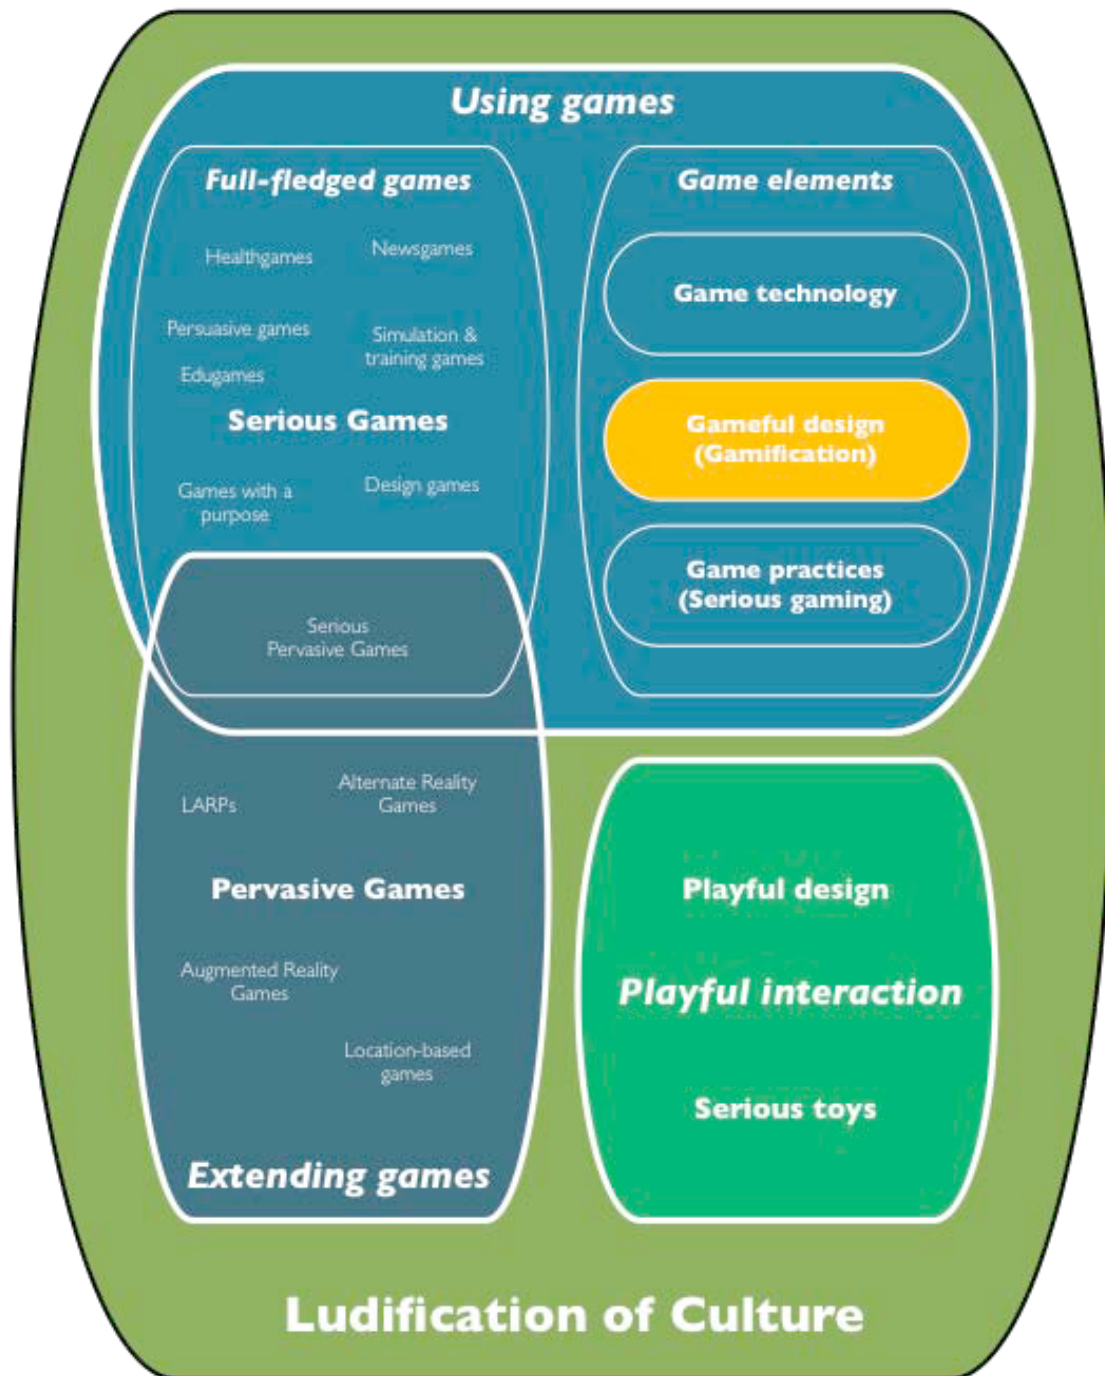 Using games
Full-fledged games
Healthgames
Newsgames
Persuasive games
Simulation &
training games
Edugames
Serious Games
Games with a
purpose
Design games
Game elements
Game technology
Gameful design
(Gamification)
Game practices
(Serious gaming)
Serious
Pervasive Games
LARPs
Alternate Reality
Games
Pervasive Games
Augmented Reality
Games
Location-based
games
Extending games
Playful design
Playful interaction
Serious toys
Ludification of Culture